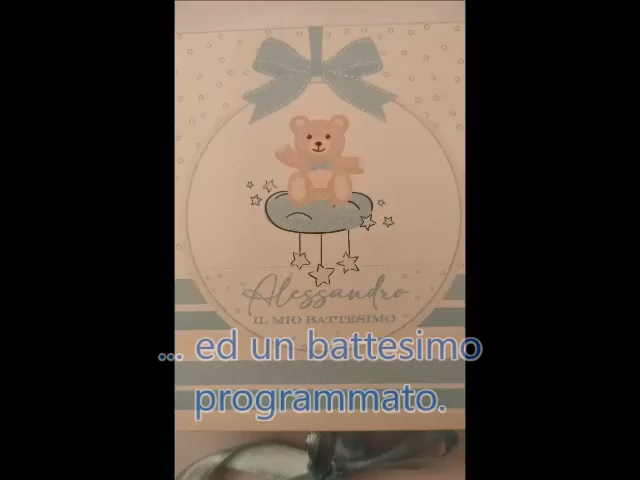 Alessandro
IL MIO BATTESIMO
... ed un battesimo
programmato.